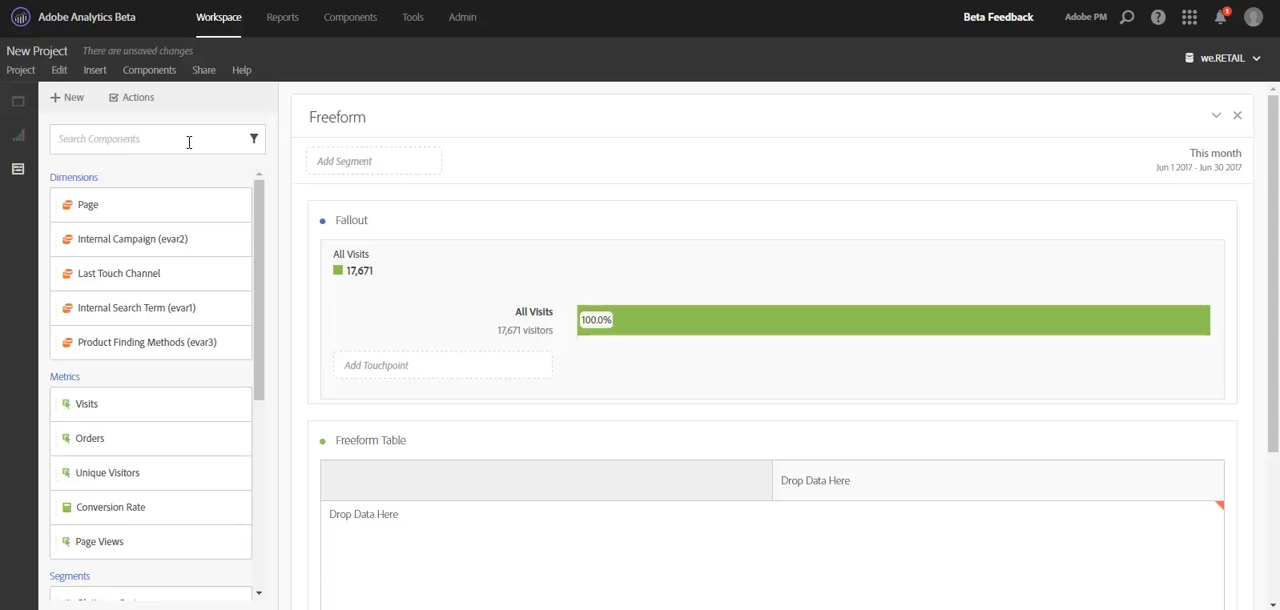 Adobe Analytics Beta
Workspace
Reports
Components
Tools
Admin
Beta Feedback
Adobe PM
1
New Project
There are unsaved changes
Project
Edit
Insert
Components
Share
Help
we.RETAIL
New
Actions
Search Components
Dimensions
Page
Internal Campaign (evar2)
Last Touch Channel
Internal Search Term (evar1)
Product Finding Methods (evar3)
Metrics
Visits
Orders
Unique Visitors
Conversion Rate
Page Views
Segments
Freeform
Add Segment
This month
Jun 1 2017 - Jun 30 2017
Fallout
All Visits
17,671
All Visits
17,671 visitors
100.0%
Add Touchpoint
Freeform Table
Drop Data Here
Drop Data Here